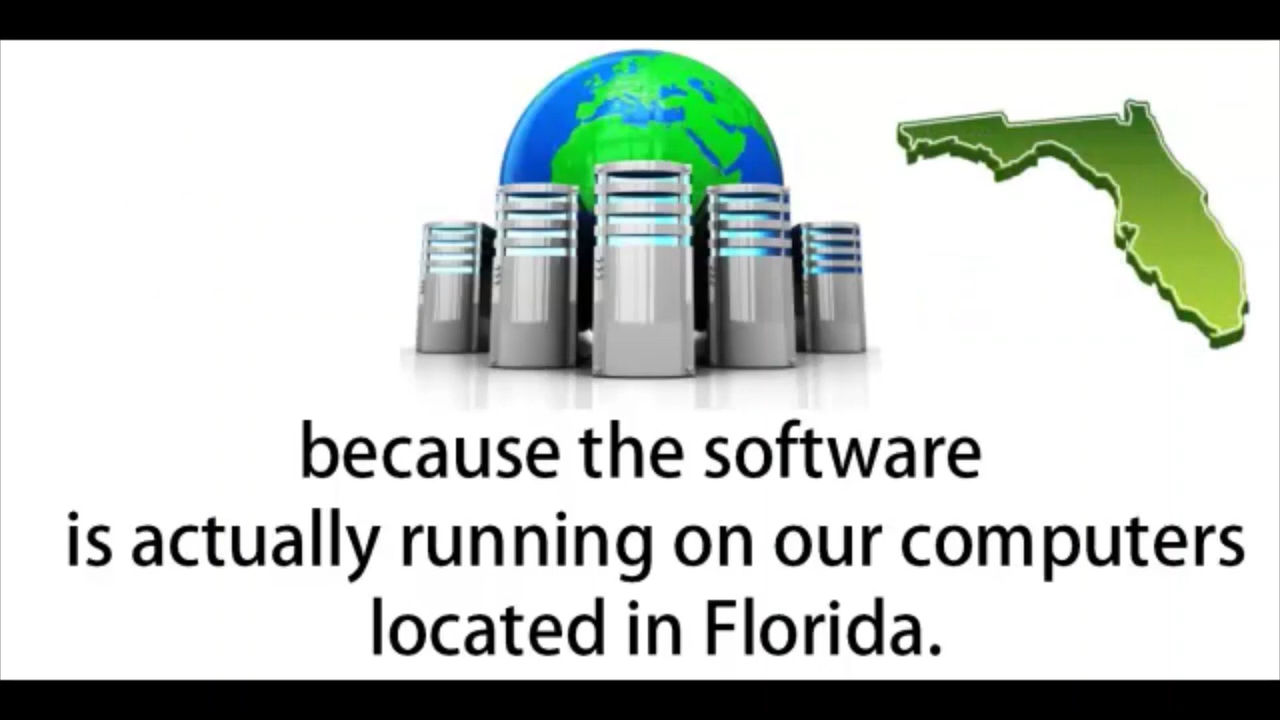 because the software
is actually running on our computers
located in Florida.